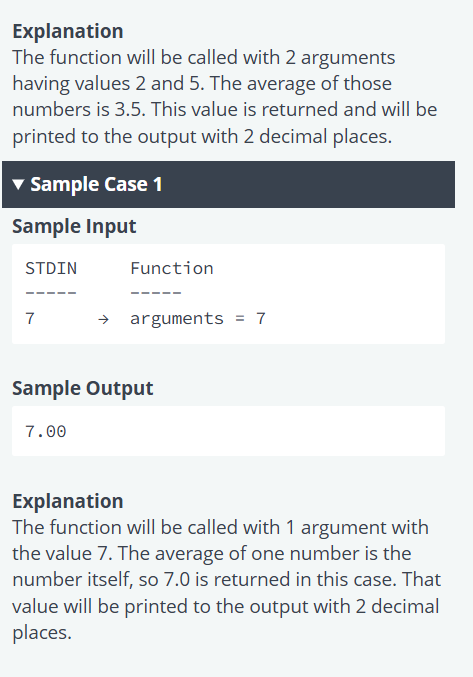 Explanation
The function will be called with 2 arguments
having values 2 and 5. The average of those
numbers is 3.5. This value is returned and will be
printed to the output with 2 decimal places.
▼ Sample Case 1
Sample Input
STDIN Function
----- -----
7 → arguments = 7
Sample Output
7.00
Explanation
The function will be called with 1 argument with
the value 7. The average of one number is the
number itself, so 7.0 is returned in this case. That
value will be printed to the output with 2 decimal
places.